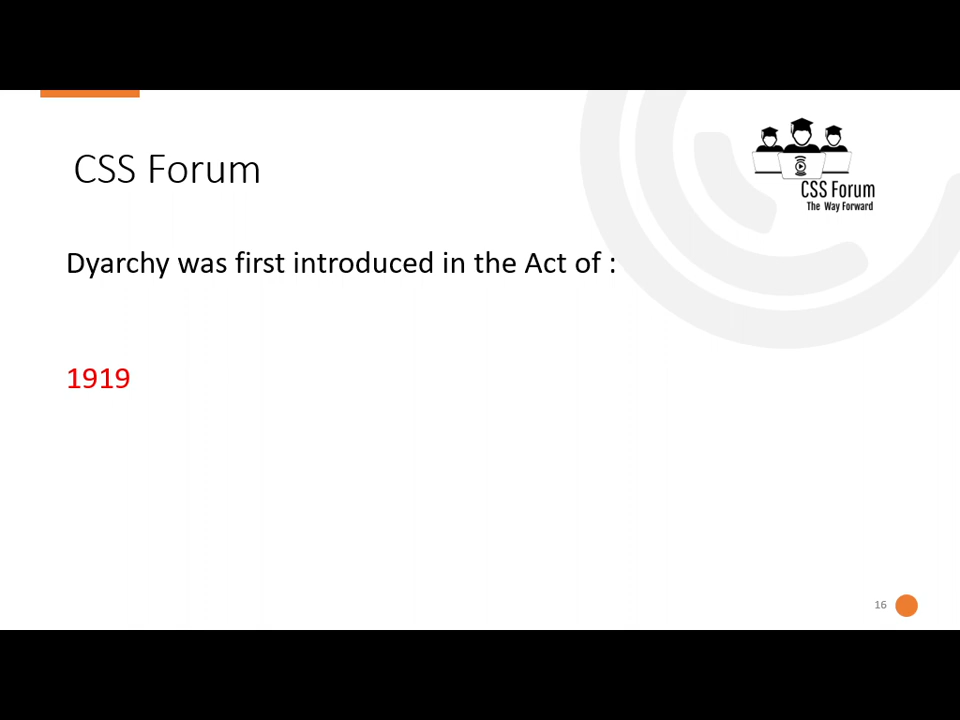 CSS Forum
CSS Forum
The Way Forward
Dyarchy was first introduced in the Act of :
1919
16